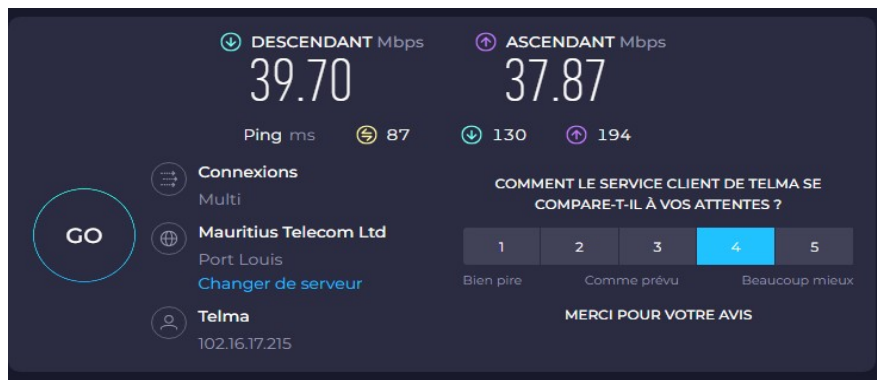 DESCENDANT Mbps
39.70
ASCENDANT Mbps
37.87
Ping ms 87 130 194
GO
Connexions
Multi
Mauritius Telecom Ltd
Port Louis
Changer de serveur
Telma
102.16.17.215
COMMENT LE SERVICE CLIENT DE TELMA SE
COMPARE-T-IL À VOS ATTENTES ?
1 2 3 4 5
Bien pire Comme prévu Beaucoup mieux
MERCI POUR VOTRE AVIS